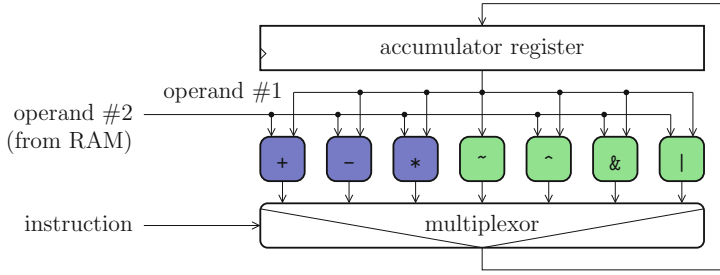 accumulator register
operand #1
operand #2
(from RAM)
+ - * ~ ^ & |
instruction
multiplexor